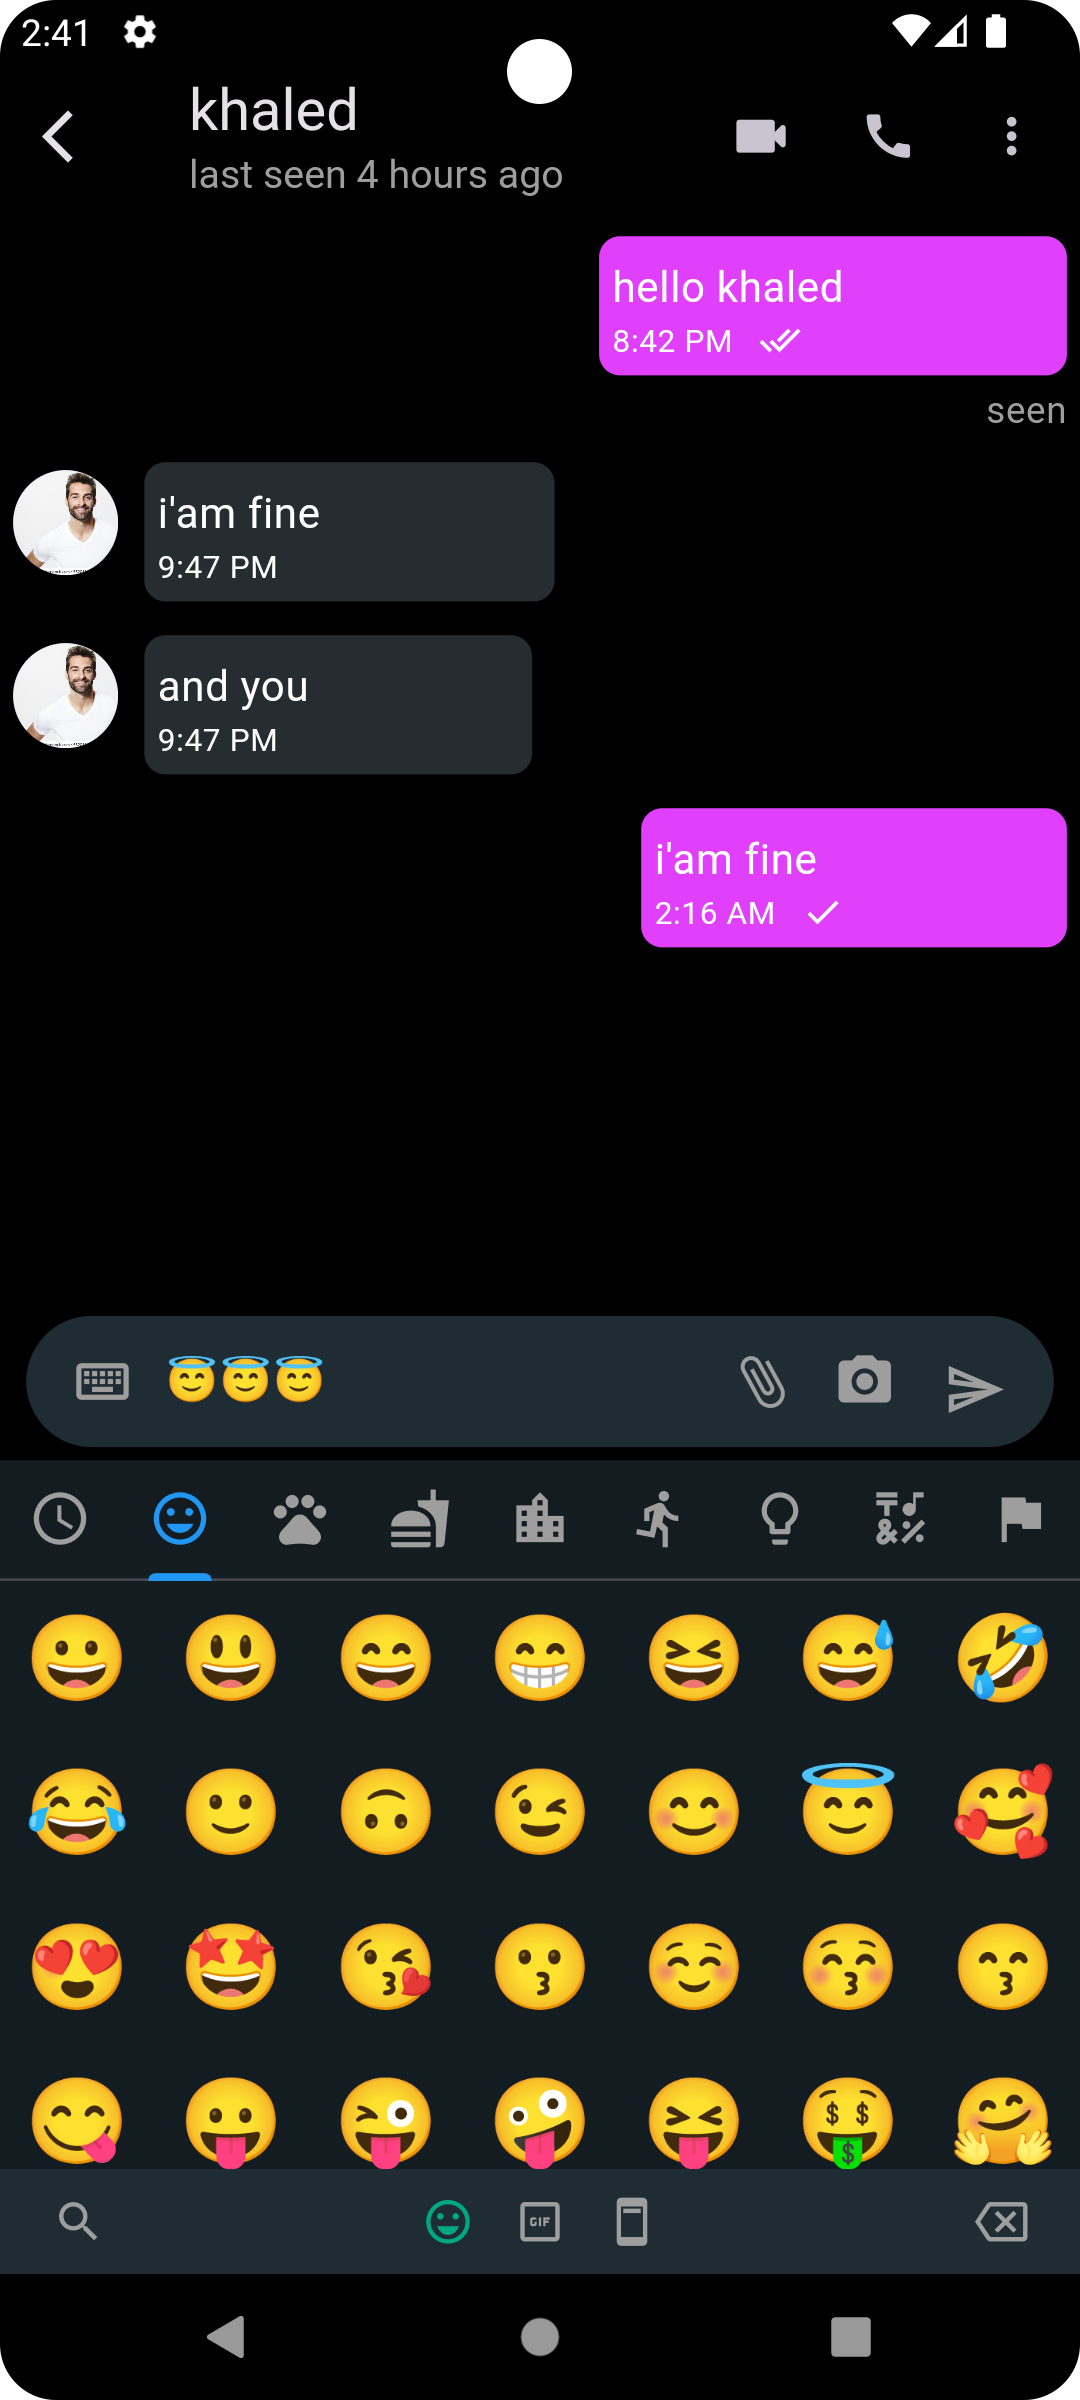 2:41
khaled
last seen 4 hours ago
hello khaled
8:42 PM
seen
i'am fine
9:47 PM
and you
9:47 PM
i'am fine
2:16 AM
😇😇😇
GIF